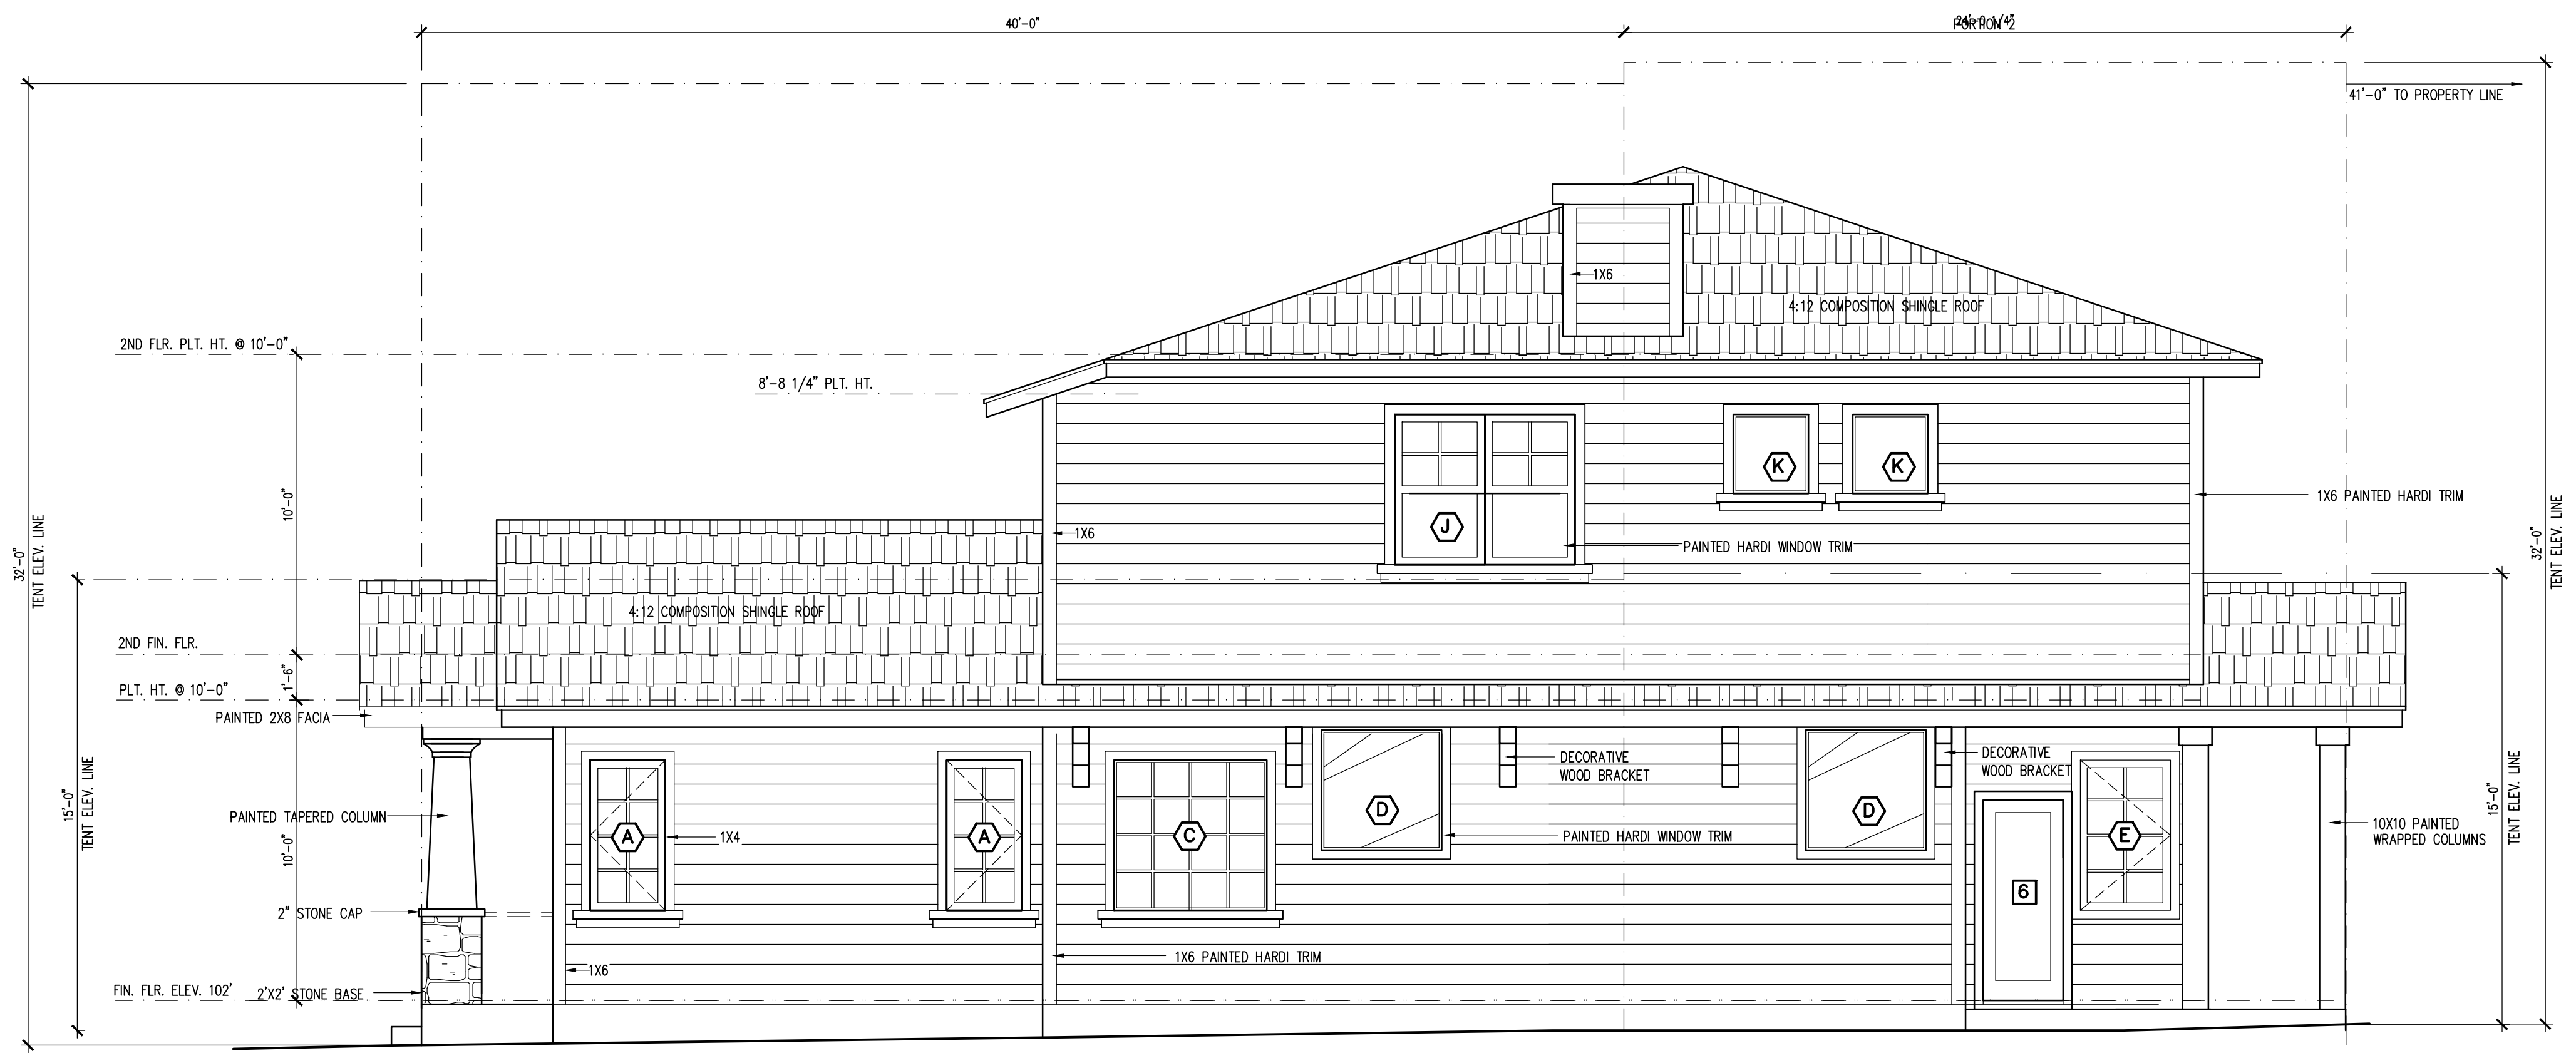 40'-0"
24'-0 1/4"
PORTION 2
41'-0" TO PROPERTY LINE
1X6
4:12 COMPOSITION SHINGLE ROOF
2ND FLR. PLT. HT. @ 10'-0"
8'-8 1/4" PLT. HT.
K
K
1X6 PAINTED HARDI TRIM
10'-0"
J
1X6
PAINTED HARDI WINDOW TRIM
32'-0"
TENT ELEV. LINE
32'-0"
TENT ELEV. LINE
4:12 COMPOSITION SHINGLE ROOF
2ND FIN. FLR.
1'-6"
PLT. HT. @ 10'-0"
PAINTED 2X8 FACIA
DECORATIVE
WOOD BRACKET
DECORATIVE
WOOD BRACKET
15'-0"
TENT ELEV. LINE
15'-0"
TENT ELEV. LINE
PAINTED TAPERED COLUMN
10'-0"
A
1X4
A
C
D
PAINTED HARDI WINDOW TRIM
D
E
10X10 PAINTED
WRAPPED COLUMNS
6
2" STONE CAP
1X6 PAINTED HARDI TRIM
1X6
FIN. FLR. ELEV. 102'
2'X2' STONE BASE